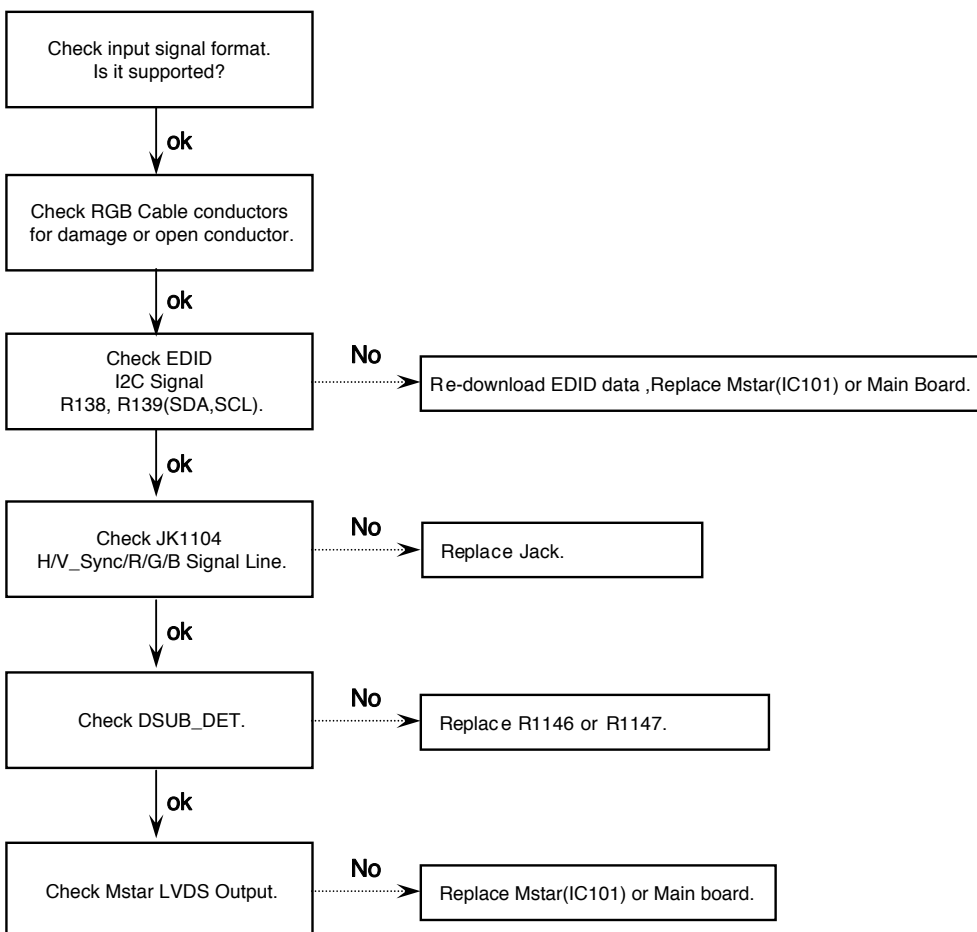 Check input signal format.
Is it supported?
ok
Check RGB Cable conductors
for damage or open conductor.
ok
Check EDID
I2C Signal
R138, R139(SDA,SCL).
No
Re-download EDID data ,Replace Mstar(IC101) or Main Board.
ok
Check JK1104
H/V_Sync/R/G/B Signal Line.
No
Replace Jack.
ok
Check DSUB_DET.
No
Replace R1146 or R1147.
ok
Check Mstar LVDS Output.
No
Replace Mstar(IC101) or Main board.